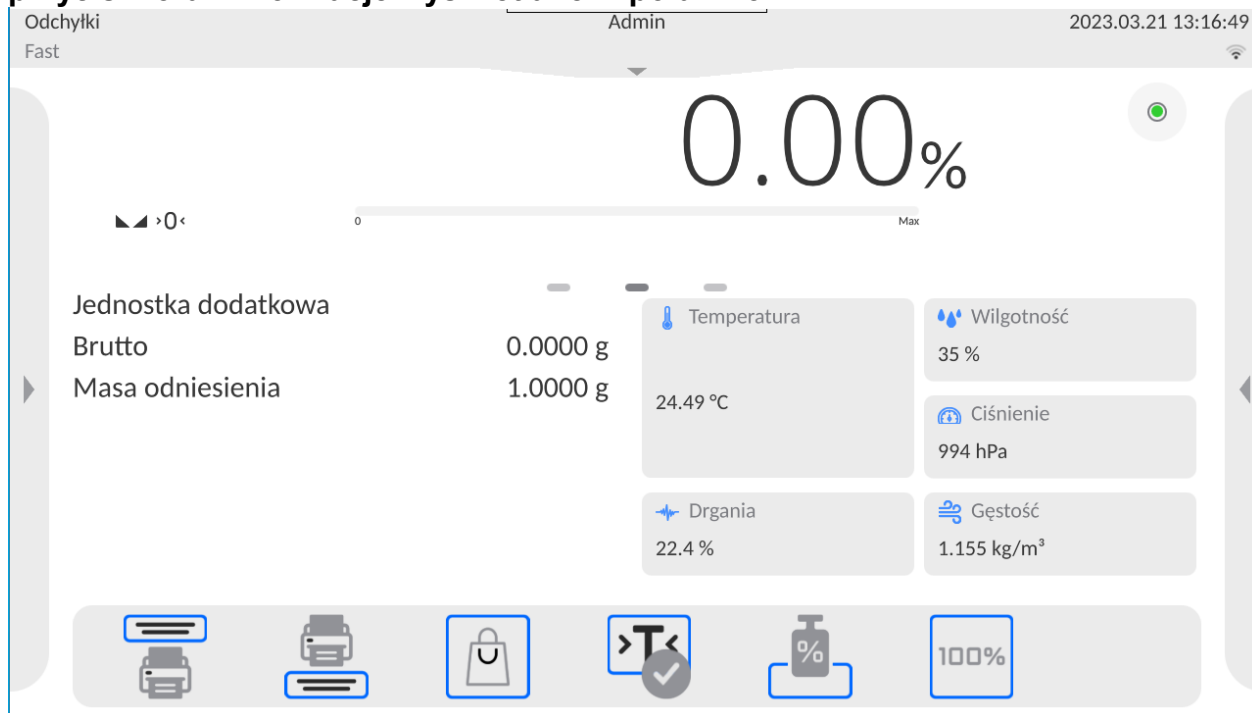 Odchyłki Admin 2023.03.21 13:16:49
Fast
0.00%
>0<
0 Max
Jednostka dodatkowa
Brutto 0.0000 g
Masa odniesienia 1.0000 g
Temperatura
24.49 °C
Wilgotność
35 %
Ciśnienie
994 hPa
Drgania
22.4 %
Gęstość
1.155 kg/m³
>T<
%
100%